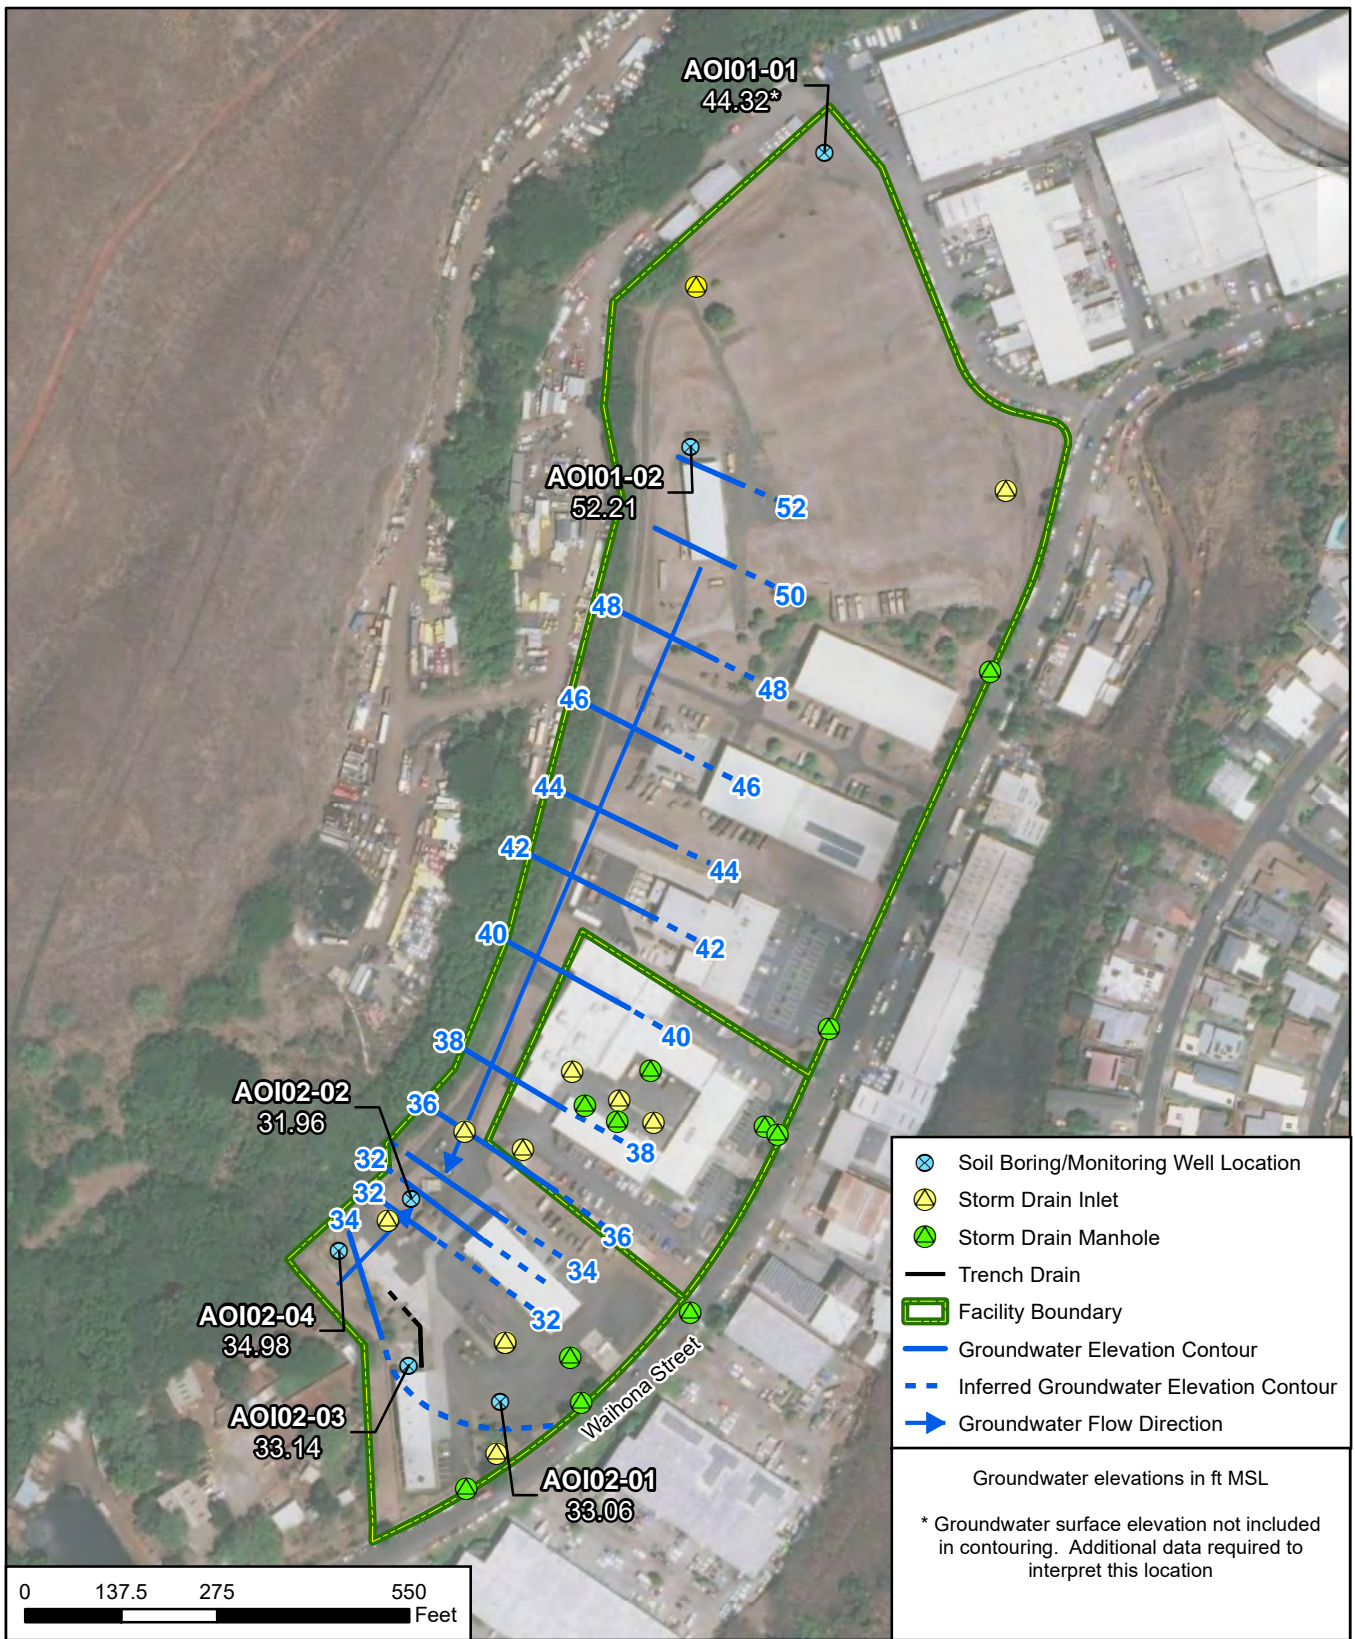 AOI01-01
44.32*
AOI01-02
52.21
52
50
48
48
46
46
44
44
42
42
40
40
38
38
AOI02-02
31.96
36
36
32
32
34
34
32
AOI02-04
34.98
AOI02-03
33.14
AOI02-01
33.06
Waihona Street
Soil Boring/Monitoring Well Location
Storm Drain Inlet
Storm Drain Manhole
Trench Drain
Facility Boundary
Groundwater Elevation Contour
Inferred Groundwater Elevation Contour
Groundwater Flow Direction
Groundwater elevations in ft MSL
* Groundwater surface elevation not included
in contouring. Additional data required to
interpret this location
0 137.5 275 550
Feet